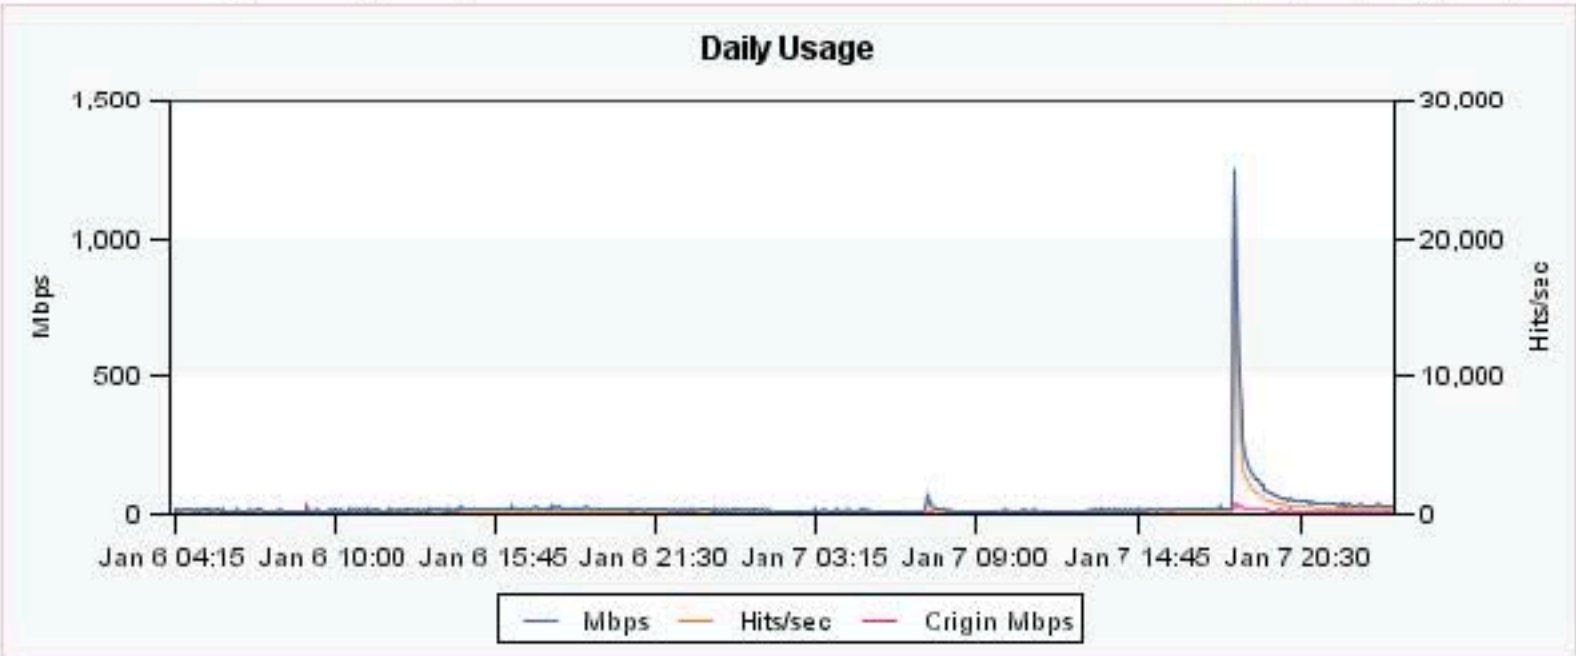 Daily Usage
1,500
30,000
1,000
20,000
Mbps
Hits/sec
500
10,000
0
0
Jan 6 04:15 Jan 6 10:00 Jan 6 15:45 Jan 6 21:30 Jan 7 03:15 Jan 7 09:00 Jan 7 14:45 Jan 7 20:30
Mbps Hits/sec Crigin Mbps